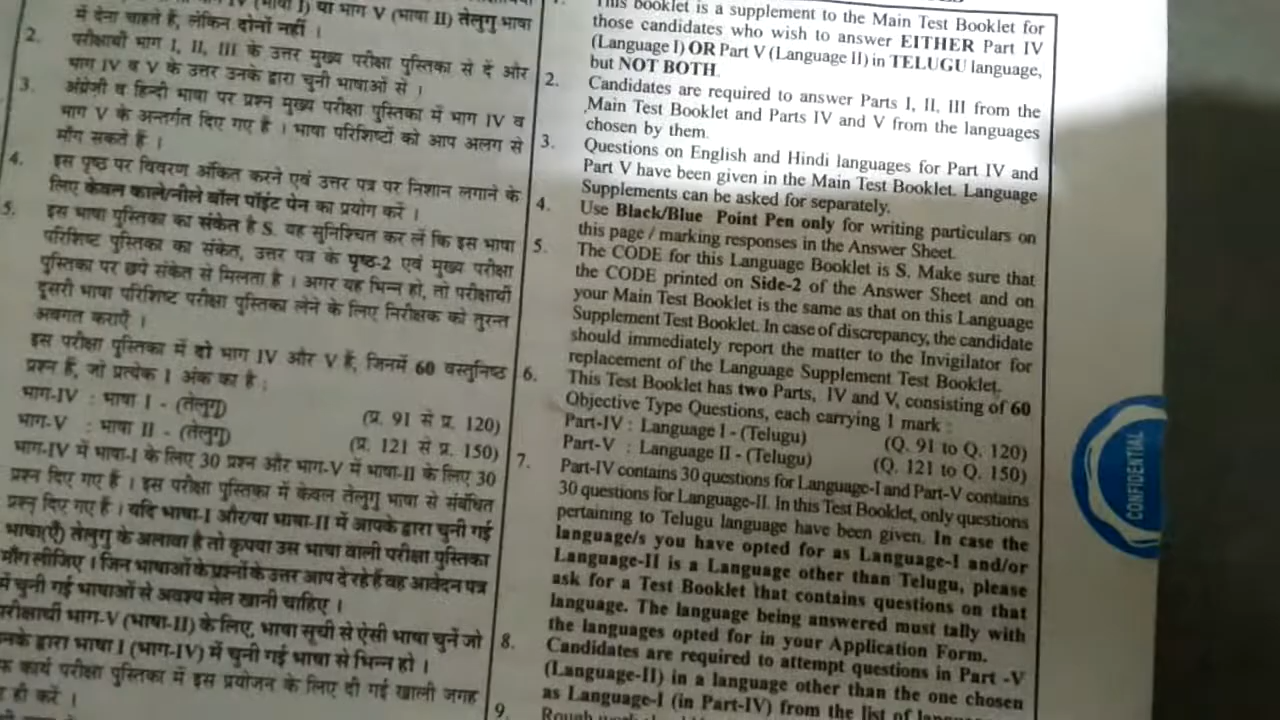 भाग IV (भाषा I) या भाग V (भाषा II) तेलुगु भाषा
में देना चाहते हैं, लेकिन दोनों नहीं ।
2. परीक्षार्थी भाग I, II, III के उत्तर मुख्य परीक्षा पुस्तिका से दें और
भाग IV व V के उत्तर उनके द्वारा चुनी भाषाओं से ।
3. अंग्रेज़ी व हिन्दी भाषा पर प्रश्न मुख्य परीक्षा पुस्तिका में भाग IV व
भाग V के अन्तर्गत दिए गए हैं । भाषा परिशिष्टों को आप अलग से
माँग सकते हैं ।
4. इस पृष्ठ पर विवरण अंकित करने एवं उत्तर पत्र पर निशान लगाने के
लिए केवल काले/नीले बॉल पॉइंट पेन का प्रयोग करें ।
5. इस भाषा पुस्तिका का संकेत है S. यह सुनिश्चित कर लें कि इस भाषा
परिशिष्ट पुस्तिका का संकेत, उत्तर पत्र के पृष्ठ-2 एवं मुख्य परीक्षा
पुस्तिका पर छपे संकेत से मिलता है । अगर यह भिन्न हो, तो परीक्षार्थी
दूसरी भाषा परिशिष्ट परीक्षा पुस्तिका लेने के लिए निरीक्षक को तुरन्त
अवगत कराएँ ।
इस परीक्षा पुस्तिका में दो भाग IV और V हैं, जिनमें 60 वस्तुनिष्ठ
प्रश्न हैं, जो प्रत्येक 1 अंक का है :
भाग-IV : भाषा I - (तेलुगु) (प्र. 91 से प्र. 120)
भाग-V : भाषा II - (तेलुगु) (प्र. 121 से प्र. 150)
भाग-IV में भाषा-I के लिए 30 प्रश्न और भाग-V में भाषा-II के लिए 30
प्रश्न दिए गए हैं । इस परीक्षा पुस्तिका में केवल तेलुगु भाषा से संबंधित
प्रश्न दिए गए हैं । यदि भाषा-I और/या भाषा-II में आपके द्वारा चुनी गई
भाषा(एँ) तेलुगु के अलावा है तो कृपया उस भाषा वाली परीक्षा पुस्तिका
माँग लीजिए । जिन भाषाओं के प्रश्नों के उत्तर आप दे रहे हैं वह आवेदन पत्र
में चुनी गई भाषाओं से अवश्य मेल खानी चाहिए ।
परीक्षार्थी भाग-V (भाषा-II) के लिए, भाषा सूची से ऐसी भाषा चुनें जो
उनके द्वारा भाषा I (भाग-IV) में चुनी गई भाषा से भिन्न हो ।
कार्य परीक्षा पुस्तिका में इस प्रयोजन के लिए दी गई खाली जगह
ही करें ।
This booklet is a supplement to the Main Test Booklet for
those candidates who wish to answer EITHER Part IV
(Language I) OR Part V (Language II) in TELUGU language,
but NOT BOTH.
2. Candidates are required to answer Parts I, II, III from the
Main Test Booklet and Parts IV and V from the languages
chosen by them.
3. Questions on English and Hindi languages for Part IV and
Part V have been given in the Main Test Booklet. Language
Supplements can be asked for separately.
4. Use Black/Blue Point Pen only for writing particulars on
this page / marking responses in the Answer Sheet.
5. The CODE for this Language Booklet is S. Make sure that
the CODE printed on Side-2 of the Answer Sheet and on
your Main Test Booklet is the same as that on this Language
Supplement Test Booklet. In case of discrepancy, the candidate
should immediately report the matter to the Invigilator for
replacement of the Language Supplement Test Booklet.
6. This Test Booklet has two Parts, IV and V, consisting of 60
Objective Type Questions, each carrying 1 mark :
Part-IV : Language I - (Telugu) (Q. 91 to Q. 120)
Part-V : Language II - (Telugu) (Q. 121 to Q. 150)
7. Part-IV contains 30 questions for Language-I and Part-V contains
30 questions for Language-II. In this Test Booklet, only questions
pertaining to Telugu language have been given. In case the
language/s you have opted for as Language-I and/or
Language-II is a Language other than Telugu, please
ask for a Test Booklet that contains questions on that
language. The language being answered must tally with
the languages opted for in your Application Form.
8. Candidates are required to attempt questions in Part -V
(Language-II) in a language other than the one chosen
as Language-I (in Part-IV) from the list of
9. Rough work
CONFIDENTIAL